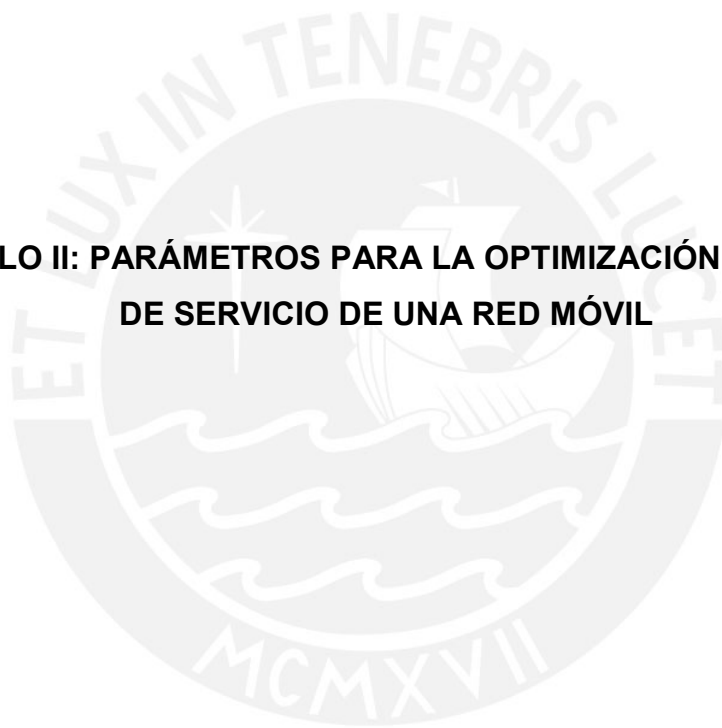 LO II: PARÁMETROS PARA LA OPTIMIZACIÓN
DE SERVICIO DE UNA RED MÓVIL
ET LUX IN TENEBRIS LUCET
MCMXVII